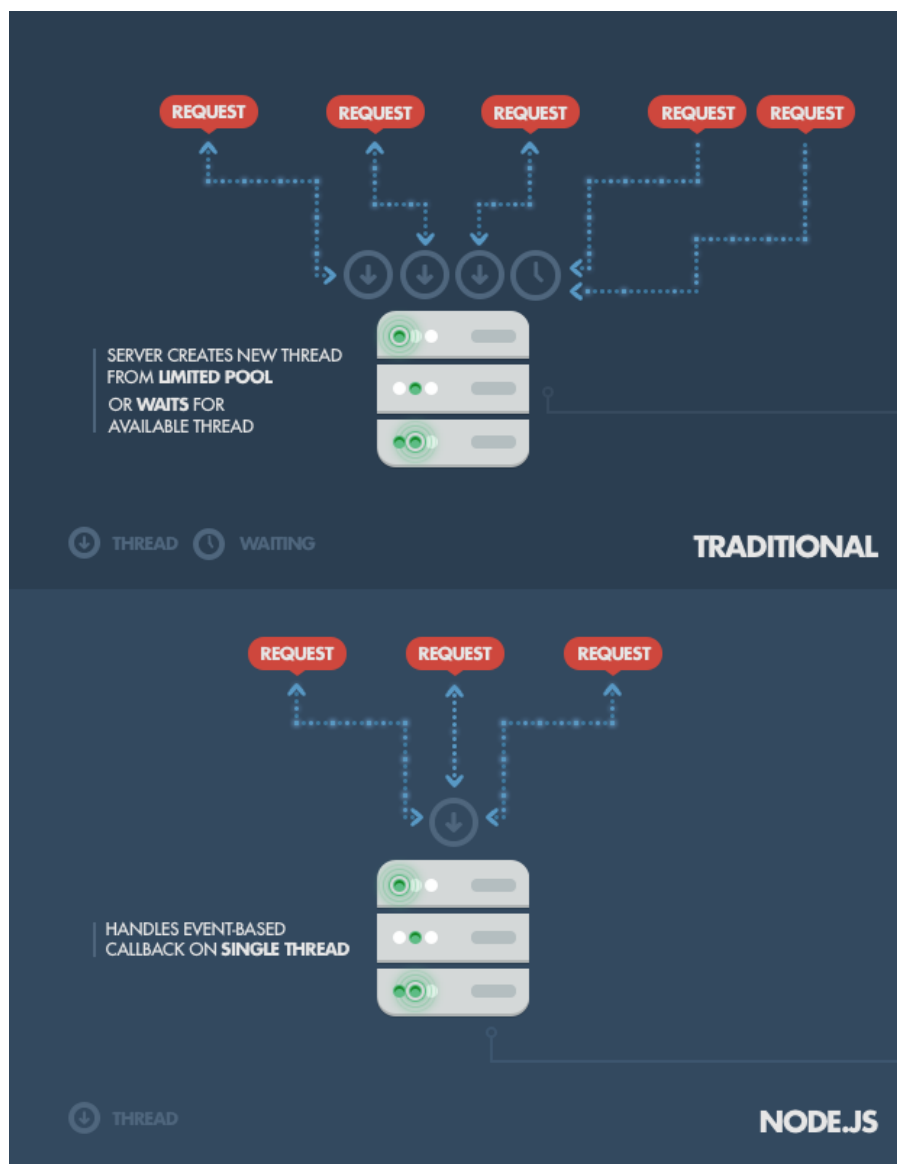 REQUEST REQUEST REQUEST REQUEST REQUEST
SERVER CREATES NEW THREAD
FROM LIMITED POOL
OR WAITS FOR
AVAILABLE THREAD
THREAD WAITING
TRADITIONAL
REQUEST REQUEST REQUEST
HANDLES EVENT-BASED
CALLBACK ON SINGLE THREAD
THREAD
NODE.JS